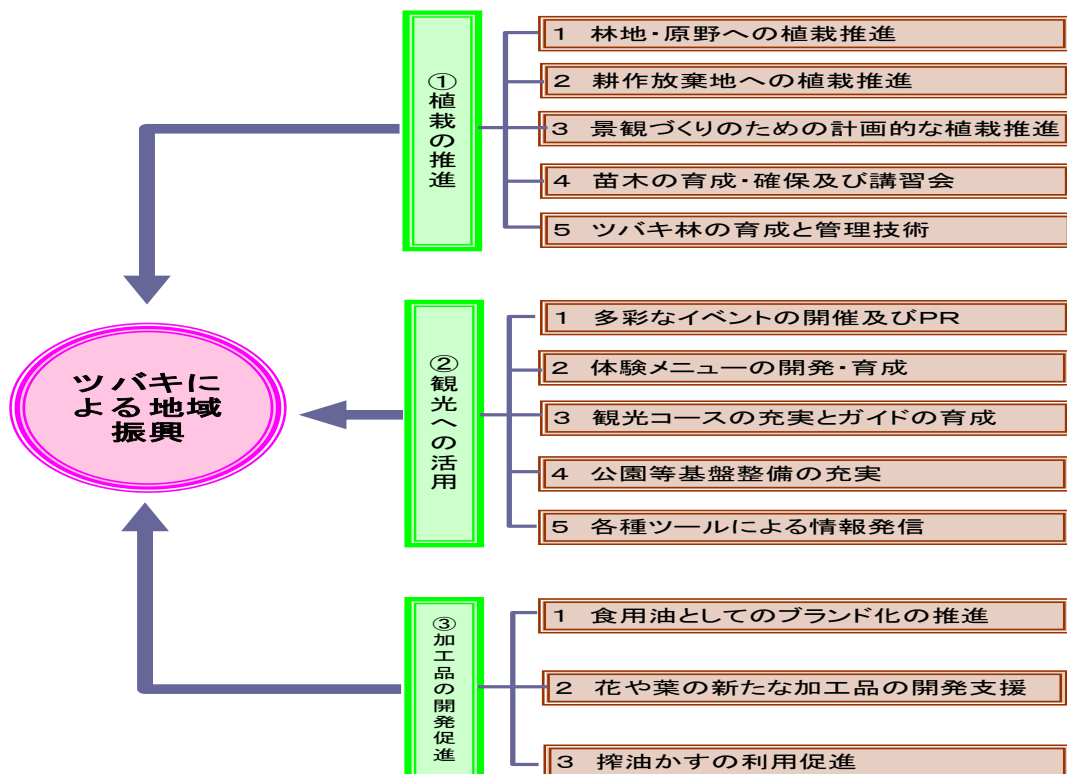 ツバキに
よる地域
振興
①植栽の推進
1 林地・原野への植栽推進
2 耕作放棄地への植栽推進
3 景観づくりのための計画的な植栽推進
4 苗木の育成・確保及び講習会
5 ツバキ林の育成と管理技術
②観光への活用
1 多彩なイベントの開催及びPR
2 体験メニューの開発・育成
3 観光コースの充実とガイドの育成
4 公園等基盤整備の充実
5 各種ツールによる情報発信
③加工品の開発促進
1 食用油としてのブランド化の推進
2 花や葉の新たな加工品の開発支援
3 搾油かすの利用促進